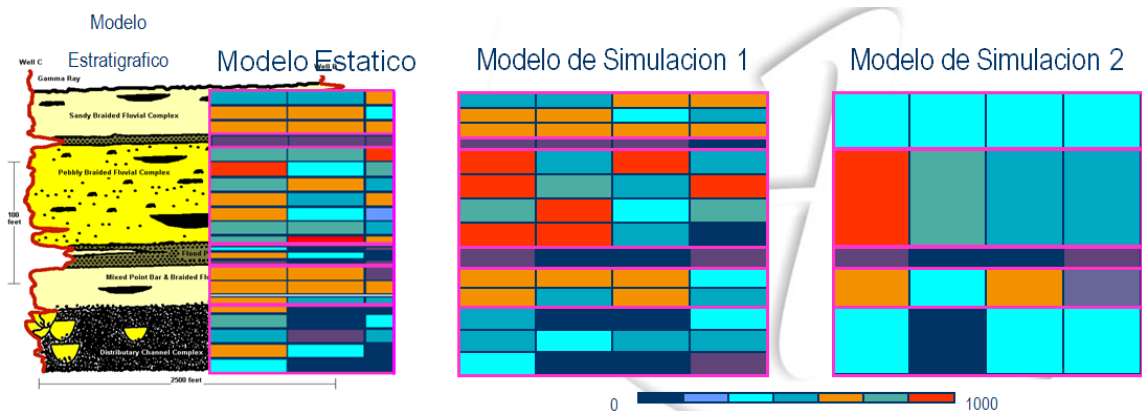 Modelo
Estratigrafico
Modelo Estatico
Modelo de Simulacion 1
Modelo de Simulacion 2
Well C
Gamma Ray
Sandy Braided Fluvial Complex
Pebbly Braided Fluvial Complex
100
feet
Mixed Point Bar & Braided
Distributary Channel Complex
2500 feet
0
1000